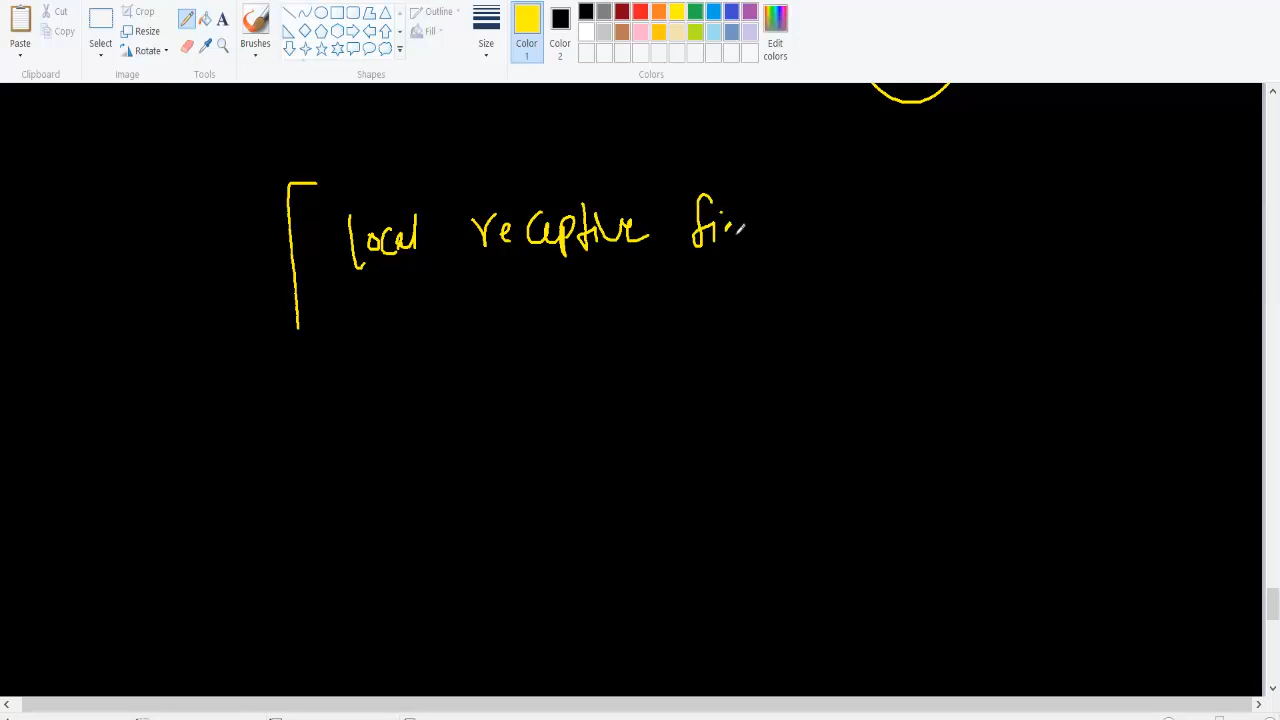 Paste
Cut
Copy
Clipboard
Select
Crop
Resize
Rotate
Image
A
Tools
Brushes
Outline
Fill
Shapes
Size
Color 1
Color 2
Edit colors
Colors
local receptive fi